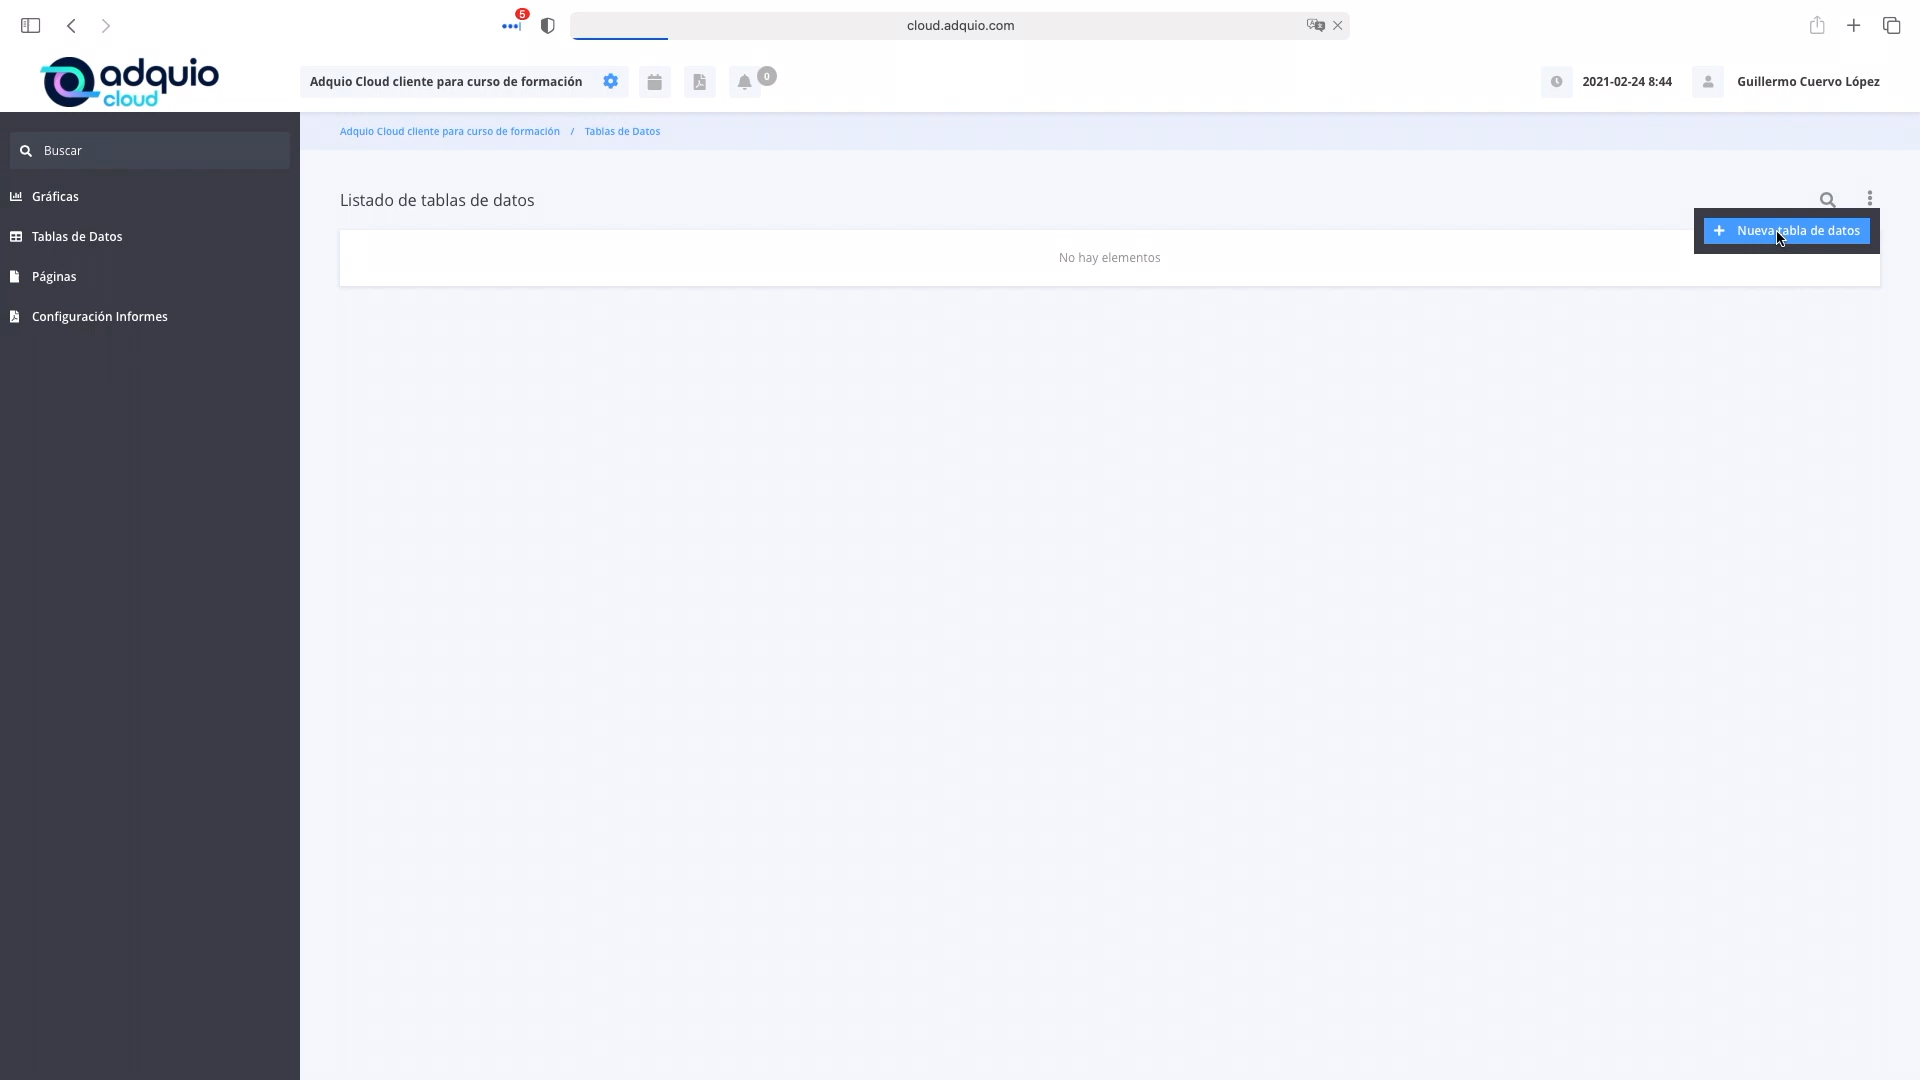 5
cloud.adquio.com
adquio
cloud
Adquio Cloud cliente para curso de formación
0
2021-02-24 8:44
Guillermo Cuervo López
Adquio Cloud cliente para curso de formación / Tablas de Datos
Buscar
Gráficas
Tablas de Datos
Páginas
Configuración Informes
Listado de tablas de datos
+ Nueva tabla de datos
No hay elementos